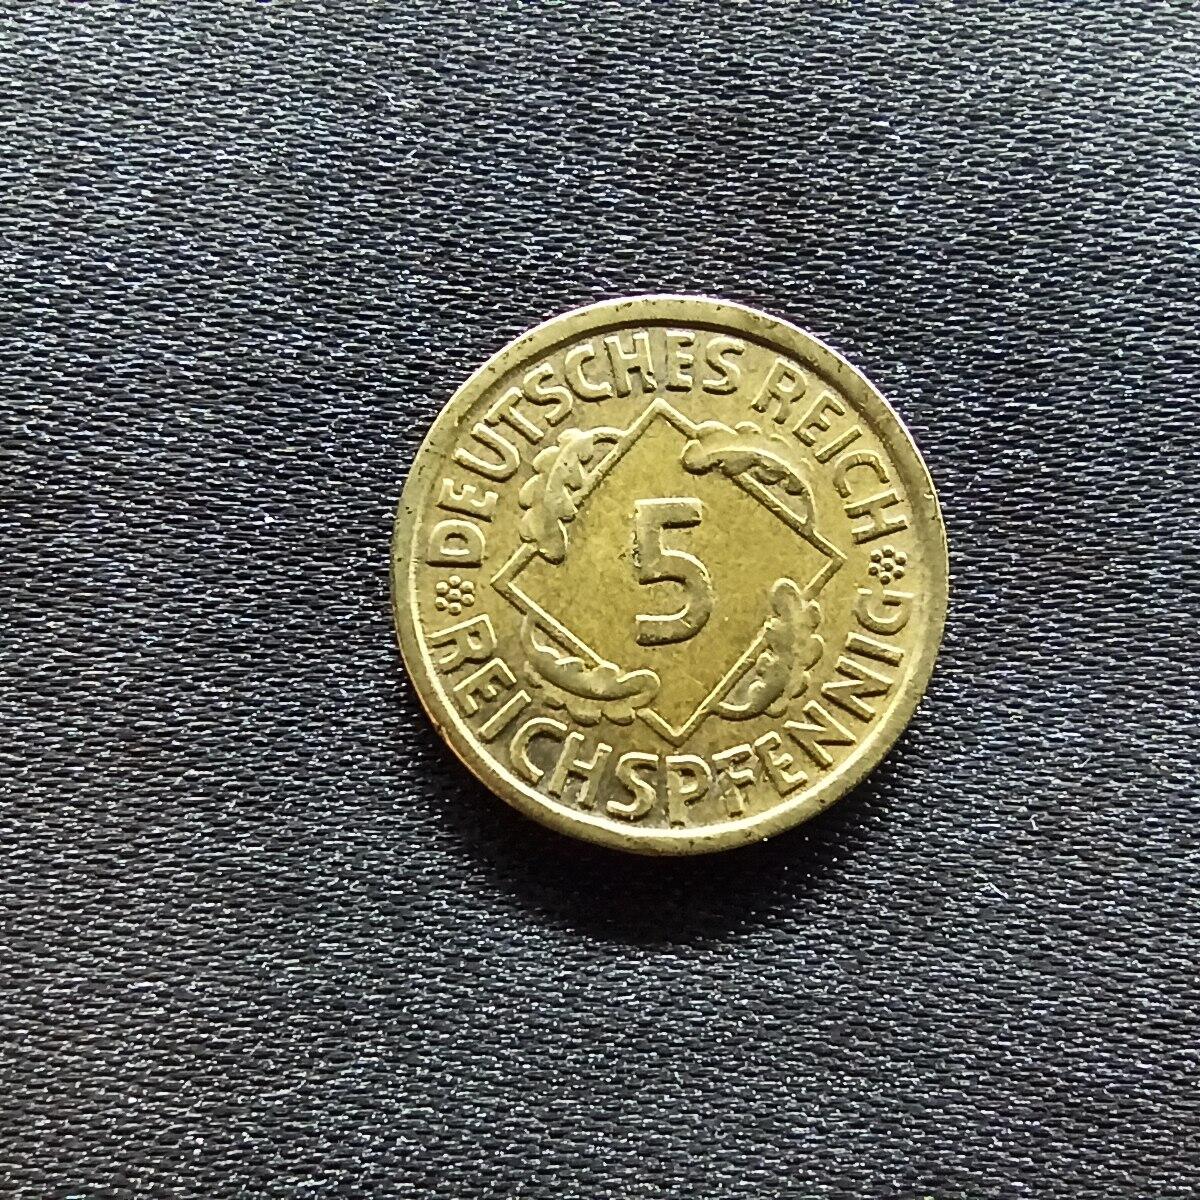 DEUTSCHES REICH
5
REICHSPFENNIG